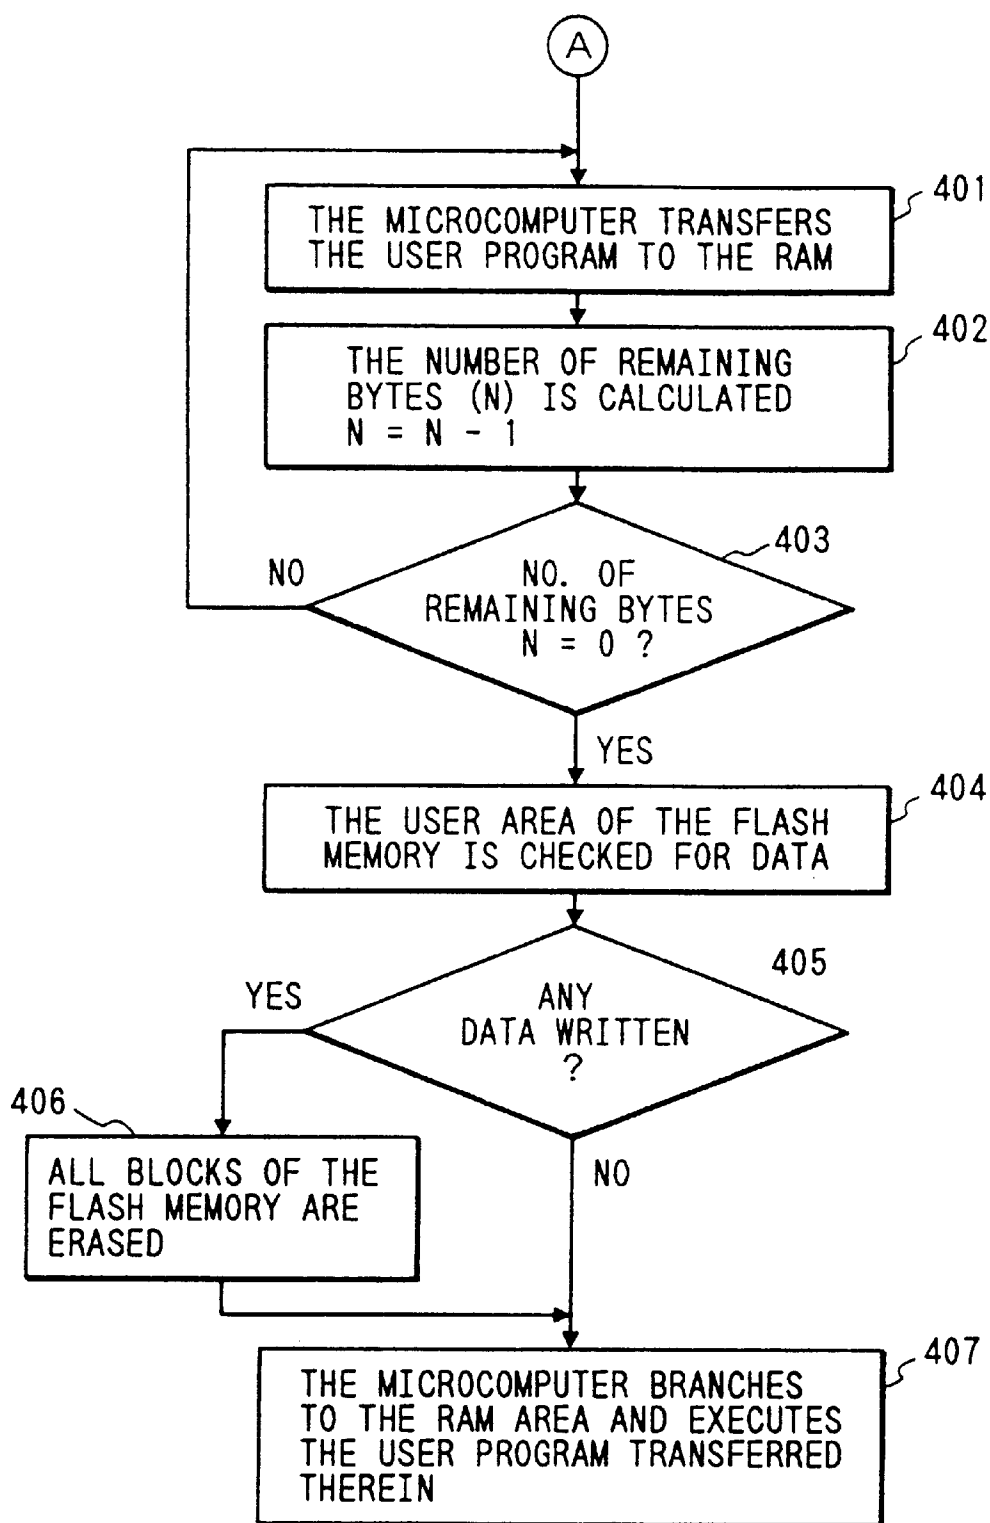 A
401
THE MICROCOMPUTER TRANSFERS
THE USER PROGRAM TO THE RAM
402
THE NUMBER OF REMAINING
BYTES (N) IS CALCULATED
N = N - 1
403
NO
NO. OF
REMAINING BYTES
N = 0 ?
YES
404
THE USER AREA OF THE FLASH
MEMORY IS CHECKED FOR DATA
405
YES
ANY
DATA WRITTEN
?
406
NO
ALL BLOCKS OF THE
FLASH MEMORY ARE
ERASED
407
THE MICROCOMPUTER BRANCHES
TO THE RAM AREA AND EXECUTES
THE USER PROGRAM TRANSFERRED
THEREIN